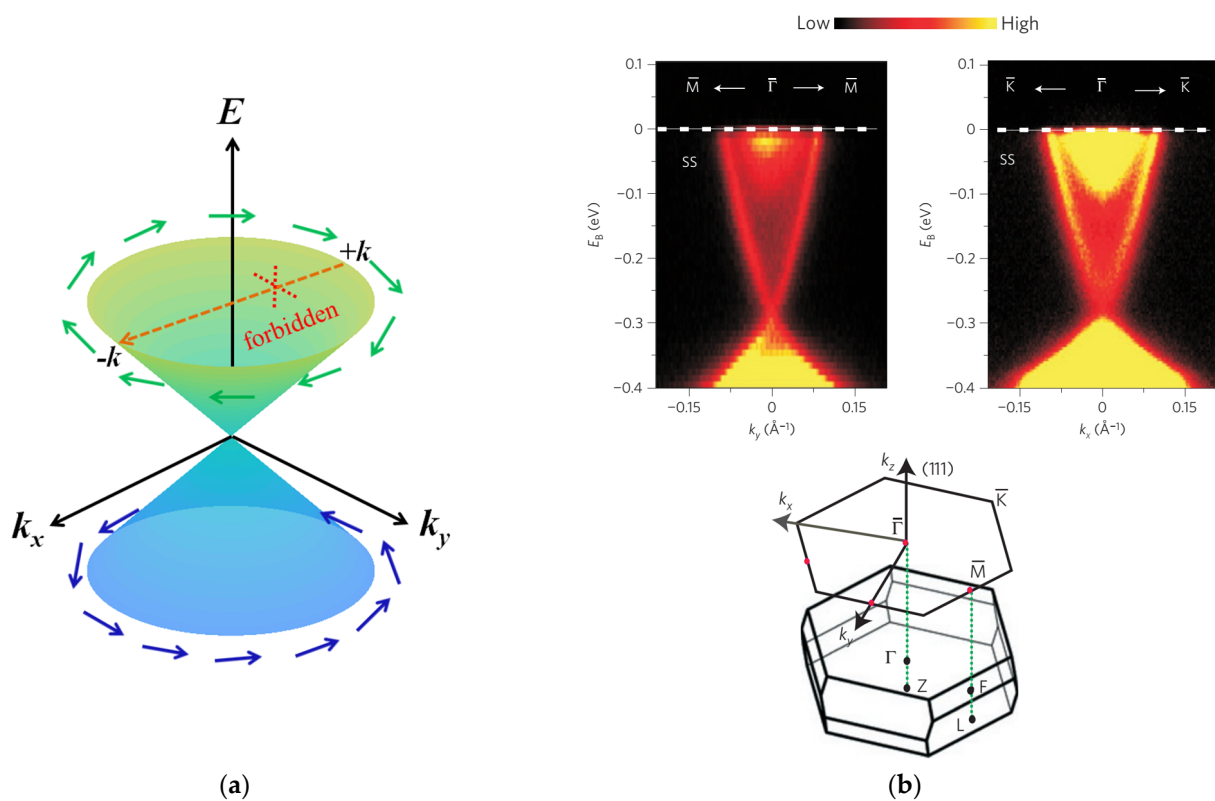 E
+k
forbidden
-k
k_x
k_y
(a)
Low High
0.1
0
−0.1
−0.2
−0.3
−0.4
E_B (eV)
M̅ ← Γ̅ → M̅
SS
−0.15 0 0.15
k_y (Å⁻¹)
0.1
0
−0.1
−0.2
−0.3
−0.4
E_B (eV)
K̅ ← Γ̅ → K̅
SS
−0.15 0 0.15
k_x (Å⁻¹)
k_z (111)
K̅
k_x
Γ̅
M̅
k_y
Γ
Z
F
L
(b)